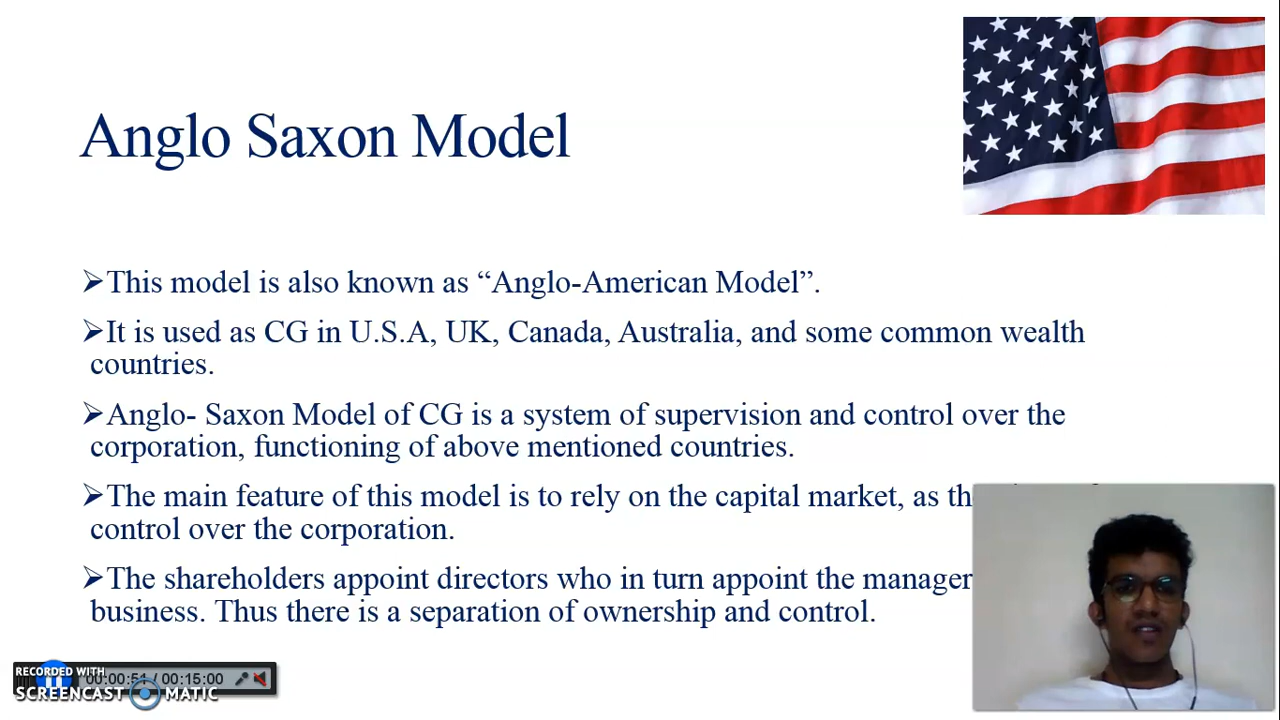 Anglo Saxon Model
➢This model is also known as “Anglo-American Model”.
➢It is used as CG in U.S.A, UK, Canada, Australia, and some common wealth
countries.
➢Anglo- Saxon Model of CG is a system of supervision and control over the
corporation, functioning of above mentioned countries.
➢The main feature of this model is to rely on the capital market, as
control over the corporation.
➢The shareholders appoint directors who in turn appoint the manager
business. Thus there is a separation of ownership and control.
RECORDED WITH
00:00:51 / 00:15:00
SCREENCAST MATIC